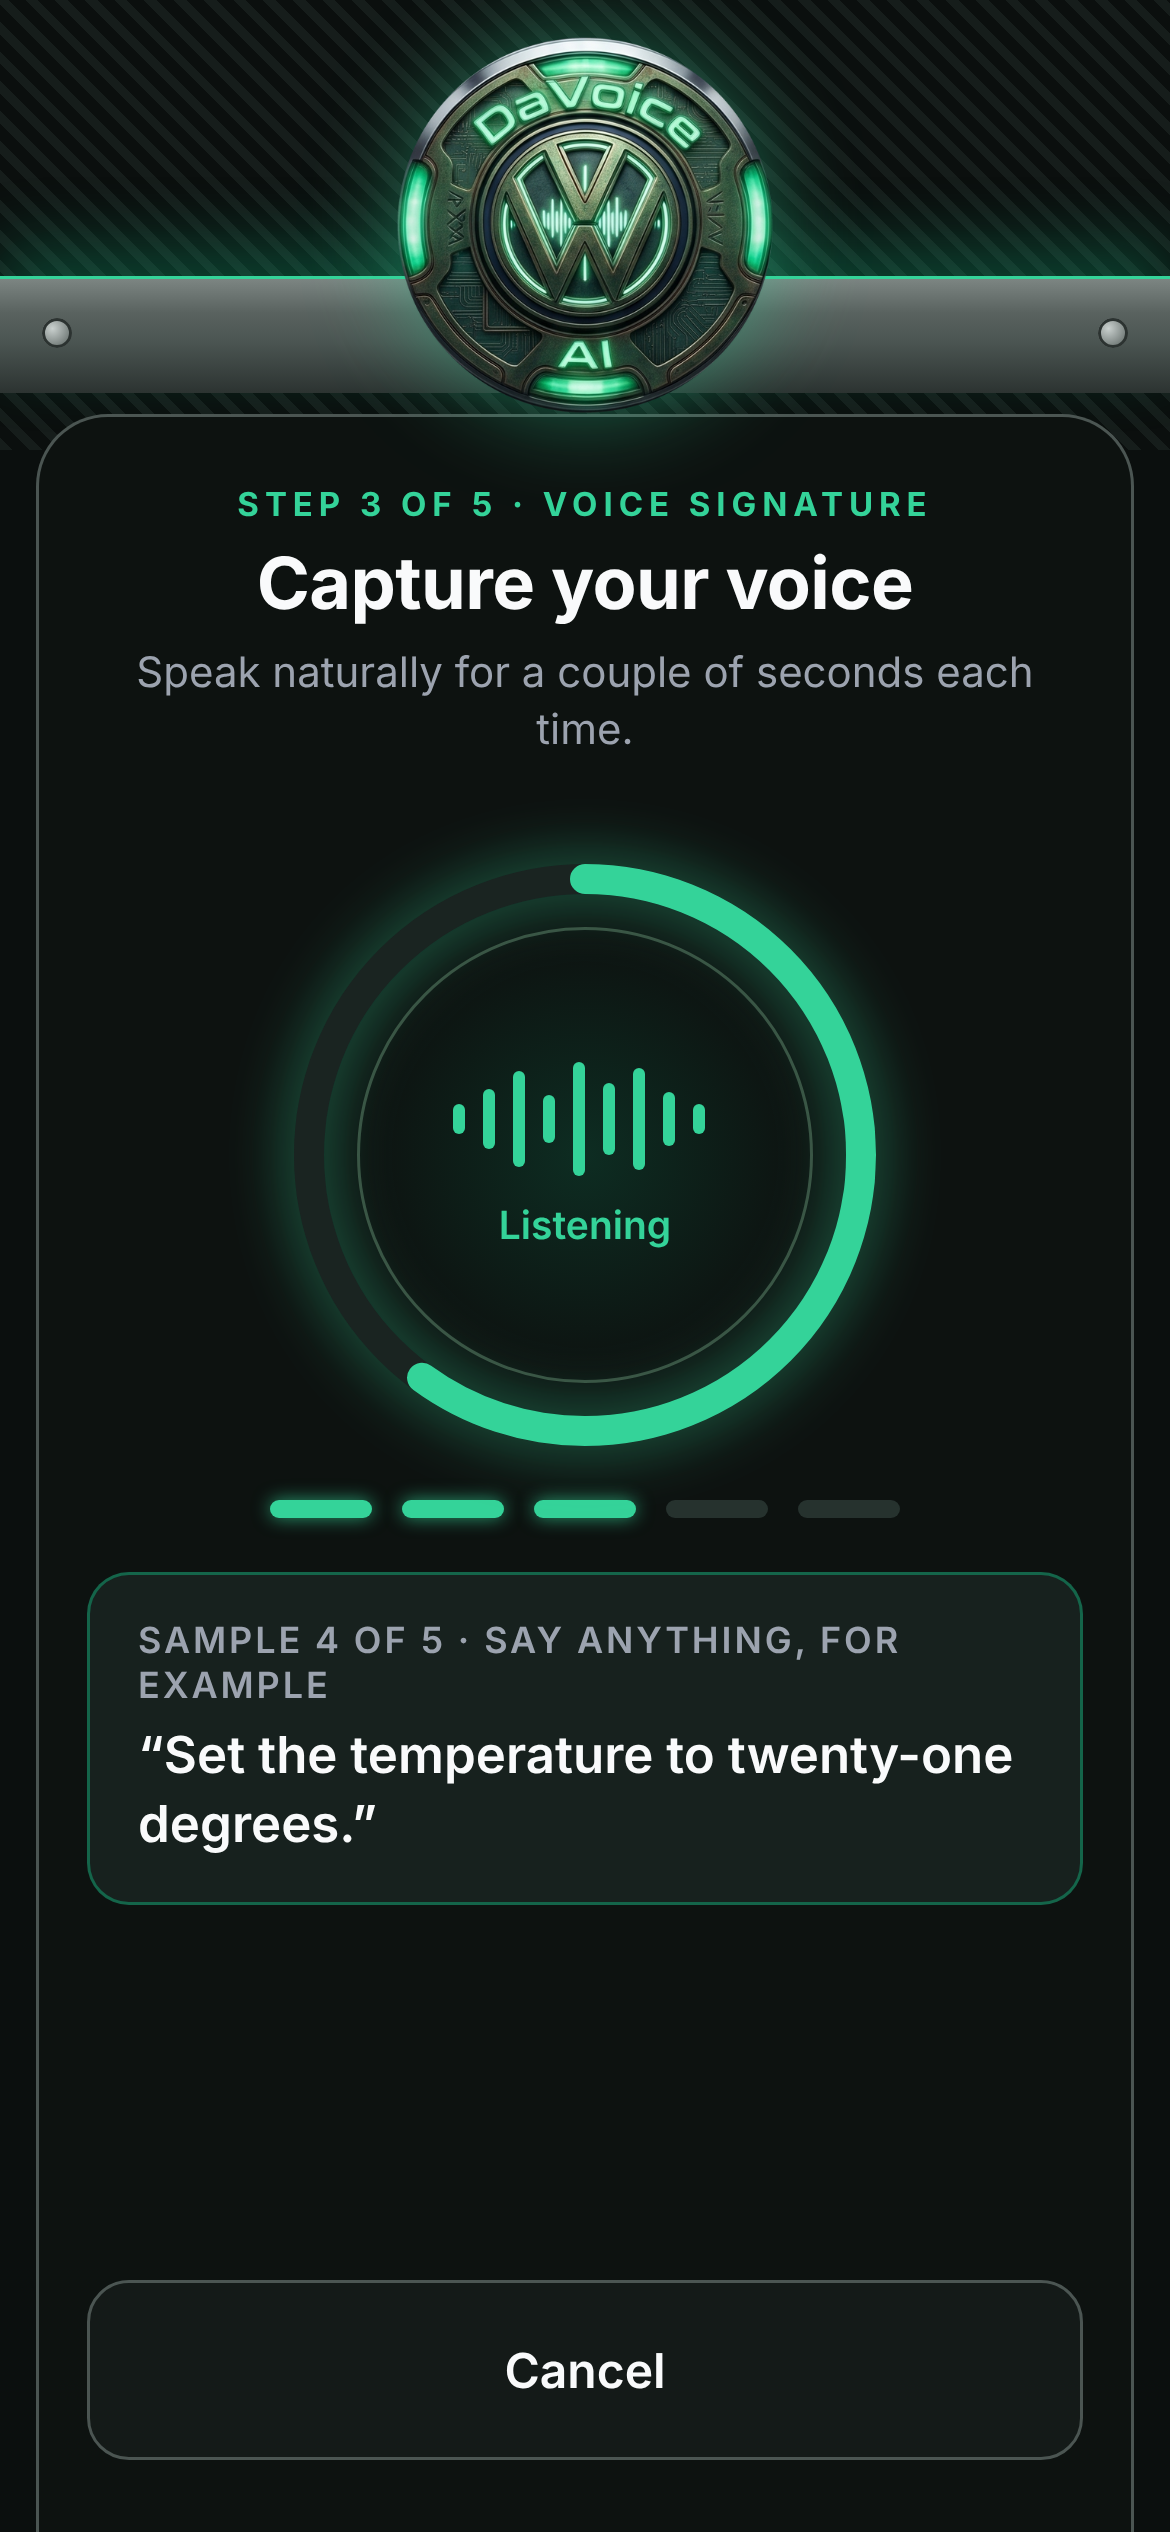 DaVoice
AI
STEP 3 OF 5 · VOICE SIGNATURE
Capture your voice
Speak naturally for a couple of seconds each
time.
Listening
SAMPLE 4 OF 5 · SAY ANYTHING, FOR
EXAMPLE
“Set the temperature to twenty-one
degrees.”
Cancel